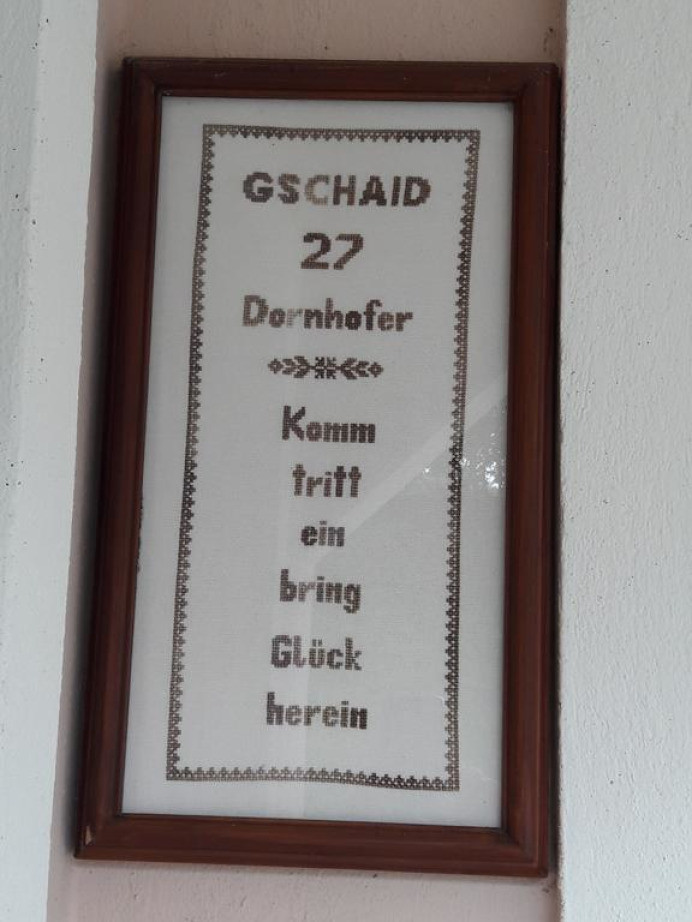 GSCHAID
27
Dornhofer
Komm
tritt
ein
bring
Glück
herein